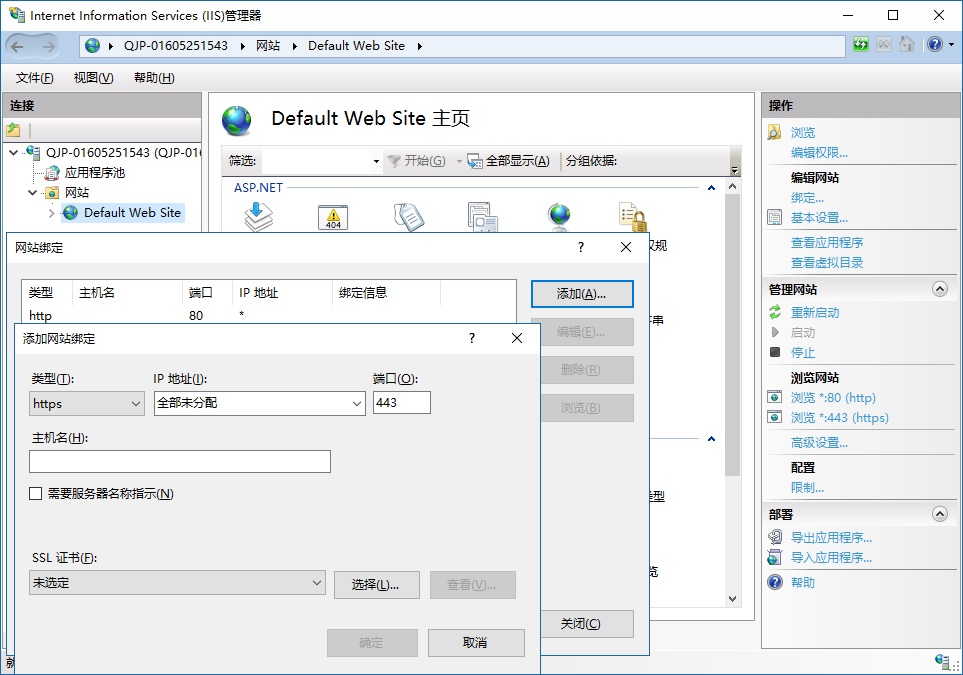 Internet Information Services (IIS)管理器
QJP-01605251543 网站 Default Web Site
文件(F) 视图(V) 帮助(H)
连接
QJP-01605251543 (QJP-016
应用程序池
网站
Default Web Site
Default Web Site 主页
筛选: 开始(G) 全部显示(A) 分组依据:
ASP.NET
404
操作
浏览
编辑权限...
编辑网站
绑定...
基本设置...
查看应用程序
查看虚拟目录
管理网站
重新启动
启动
停止
浏览网站
浏览 *:80 (http)
浏览 *:443 (https)
高级设置...
配置
限制...
部署
导出应用程序...
导入应用程序...
帮助
网站绑定 ?
类型 主机名 端口 IP 地址 绑定信息
http 80 *
添加(A)...
编辑(E)...
删除(R)
浏览(B)
关闭(C)
添加网站绑定 ?
类型(T): IP 地址(I): 端口(O):
https 全部未分配 443
主机名(H):
需要服务器名称指示(N)
SSL 证书(F):
未选定 选择(L)... 查看(V)...
确定 取消